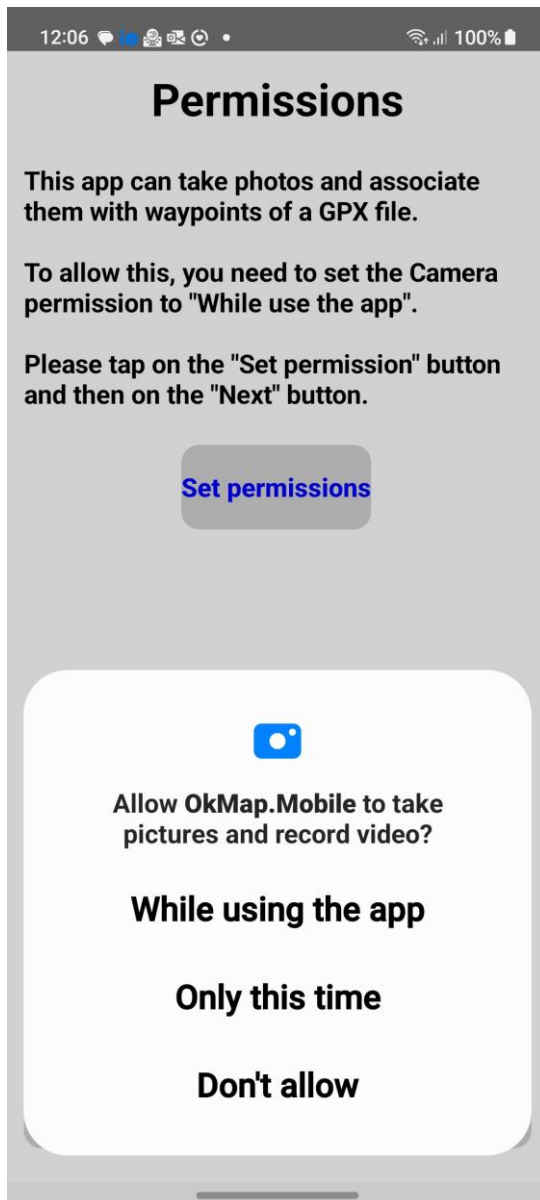 12:06
100%
Permissions
This app can take photos and associate
them with waypoints of a GPX file.
To allow this, you need to set the Camera
permission to "While use the app".
Please tap on the "Set permission" button
and then on the "Next" button.
Set permissions
Allow OkMap.Mobile to take
pictures and record video?
While using the app
Only this time
Don't allow